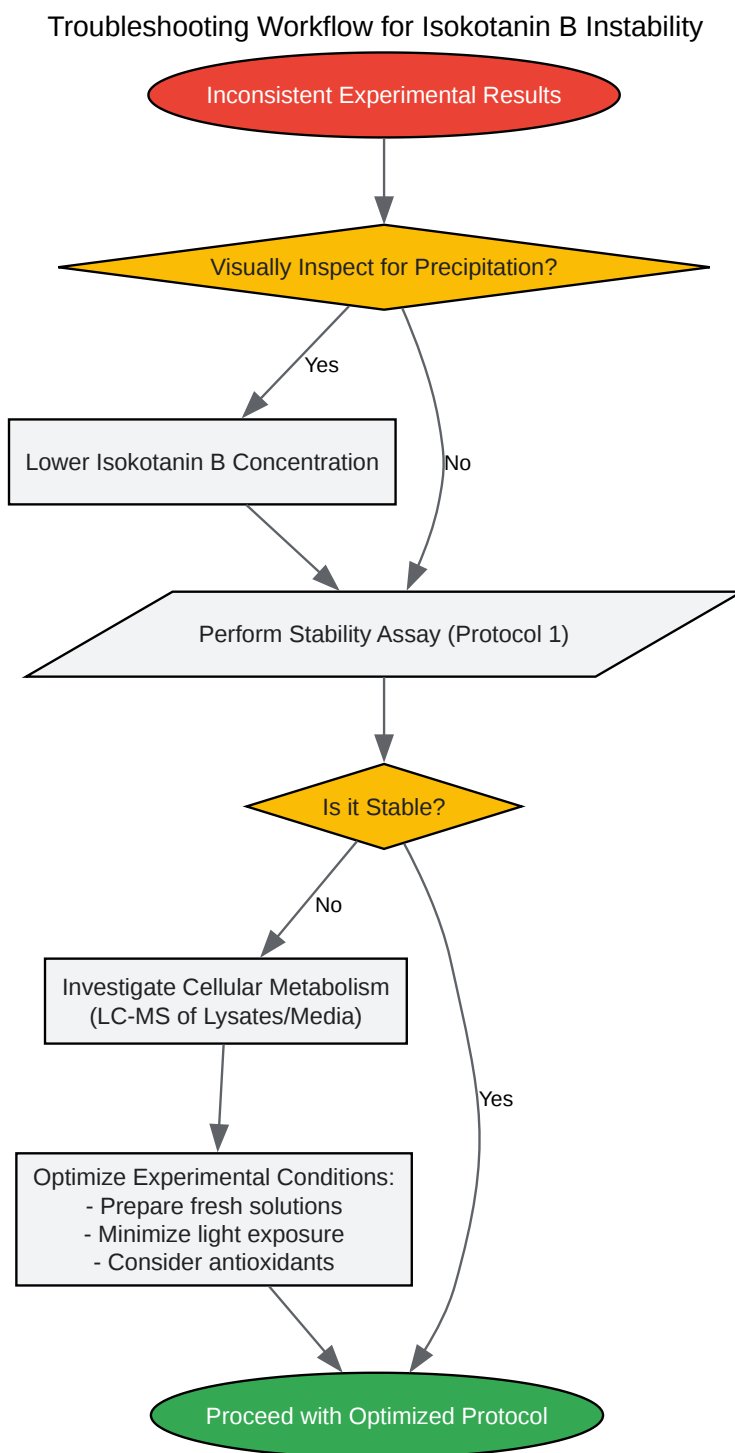 Troubleshooting Workflow for Isokotanin B Instability
Inconsistent Experimental Results
Visually Inspect for Precipitation?
Yes
Lower Isokotanin B Concentration
No
Perform Stability Assay (Protocol 1)
Is it Stable?
No
Investigate Cellular Metabolism
(LC-MS of Lysates/Media)
Yes
Optimize Experimental Conditions:
- Prepare fresh solutions
- Minimize light exposure
- Consider antioxidants
Proceed with Optimized Protocol